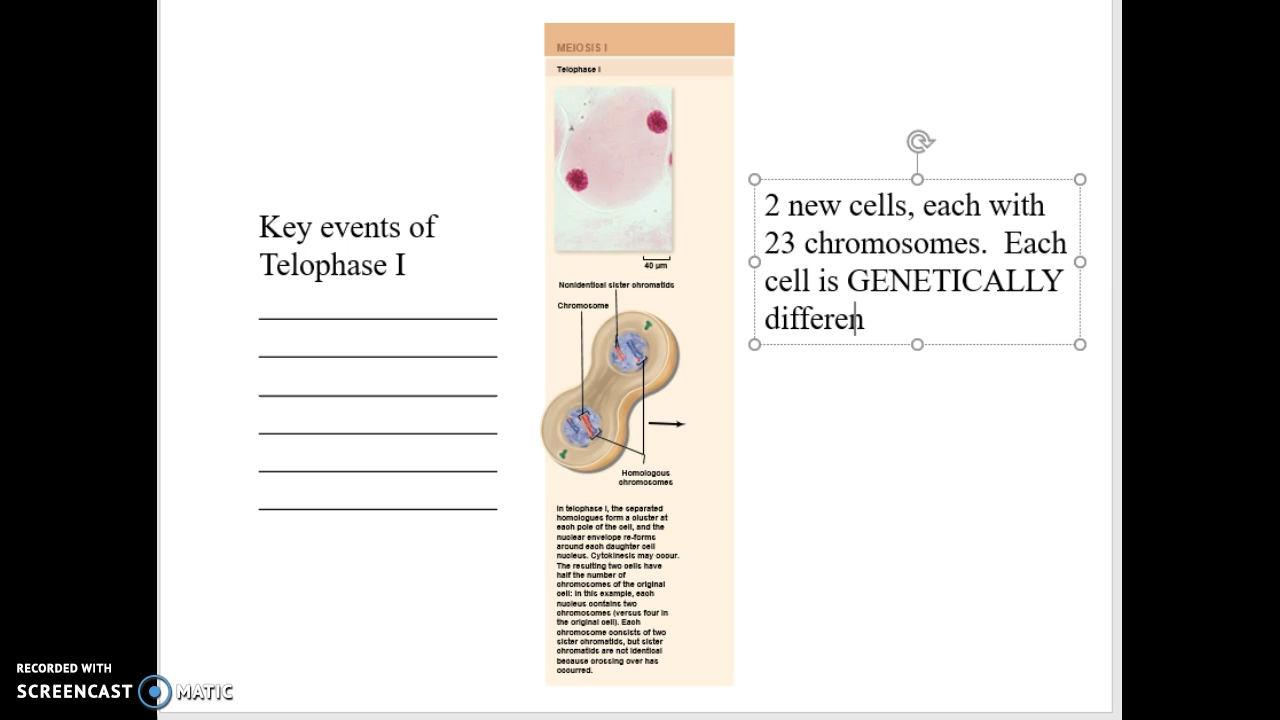 MEIOSIS I
Telophase I
40 µm
Key events of
Telophase I
Nonidentical sister chromatids
Chromosome
Homologous
chromosomes
In telophase I, the separated
homologues form a cluster at
each pole of the cell, and the
nuclear envelope re-forms
around each daughter cell
nucleus. Cytokinesis may occur.
The resulting two cells have
half the number of
chromosomes of the original
cell: in this example, each
nucleus contains two
chromosomes (versus four in
the original cell). Each
chromosome consists of two
sister chromatids, but sister
chromatids are not identical
because crossing over has
occurred.
2 new cells, each with
23 chromosomes. Each
cell is GENETICALLY
differen
RECORDED WITH
SCREENCAST MATIC